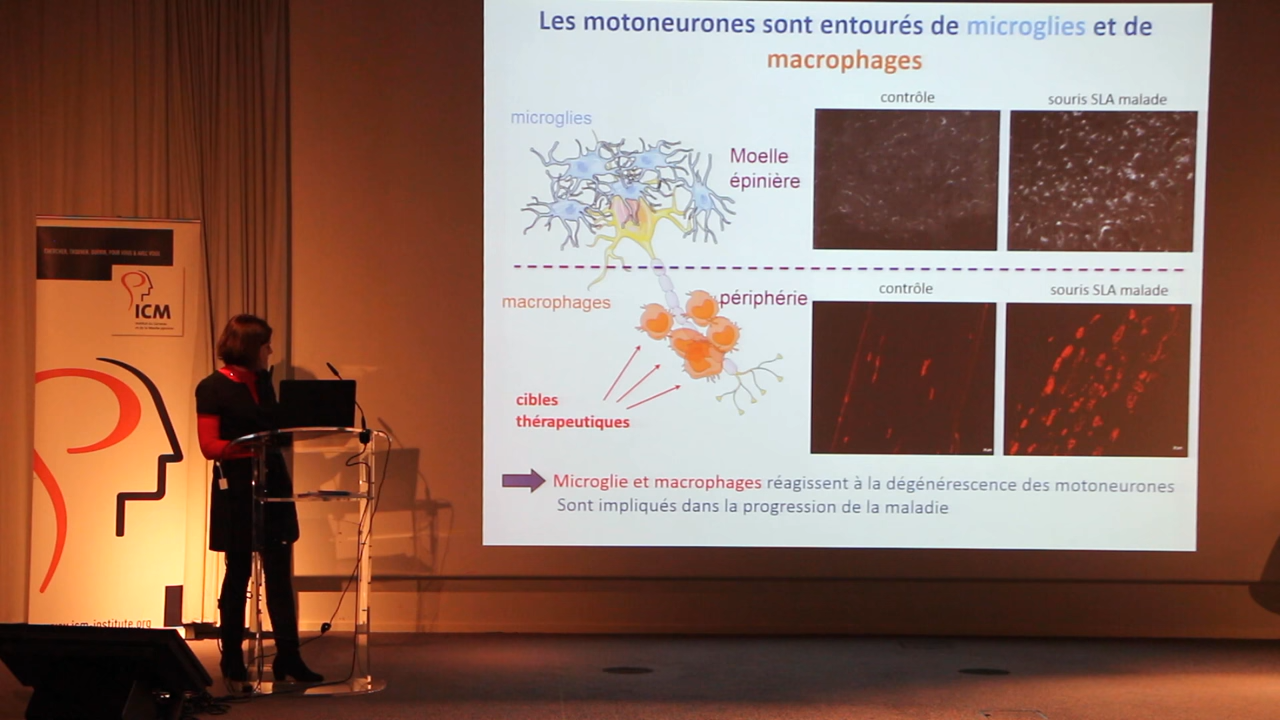 Les motoneurones sont entourés de microglies et de
macrophages
contrôle
souris SLA malade
microglies
Moelle
épinière
contrôle
souris SLA malade
macrophages
périphérie
cibles
thérapeutiques
Microglie et macrophages réagissent à la dégénérescence des motoneurones
Sont impliqués dans la progression de la maladie
ICM
icm-institute.org